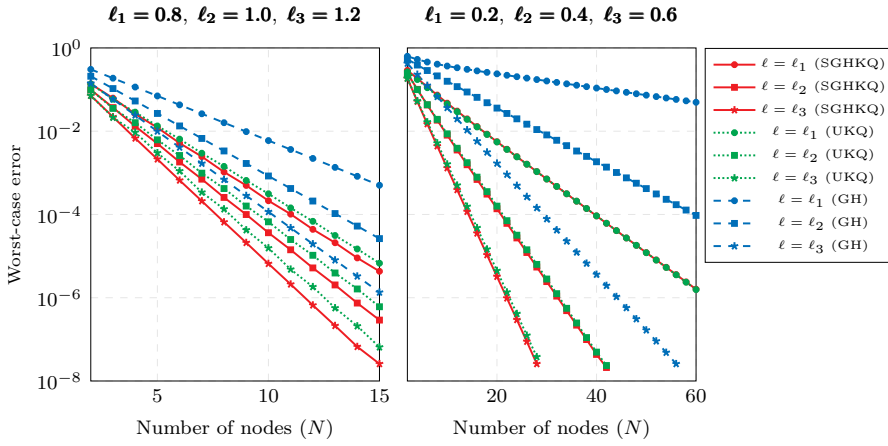 ℓ₁ = 0.8, ℓ₂ = 1.0, ℓ₃ = 1.2
ℓ₁ = 0.2, ℓ₂ = 0.4, ℓ₃ = 0.6
Worst-case error
10⁰
10⁻²
10⁻⁴
10⁻⁶
10⁻⁸
5
10
15
Number of nodes (N)
20
40
60
Number of nodes (N)
ℓ = ℓ₁ (SGHKQ)
ℓ = ℓ₂ (SGHKQ)
ℓ = ℓ₃ (SGHKQ)
ℓ = ℓ₁ (UKQ)
ℓ = ℓ₂ (UKQ)
ℓ = ℓ₃ (UKQ)
ℓ = ℓ₁ (GH)
ℓ = ℓ₂ (GH)
ℓ = ℓ₃ (GH)